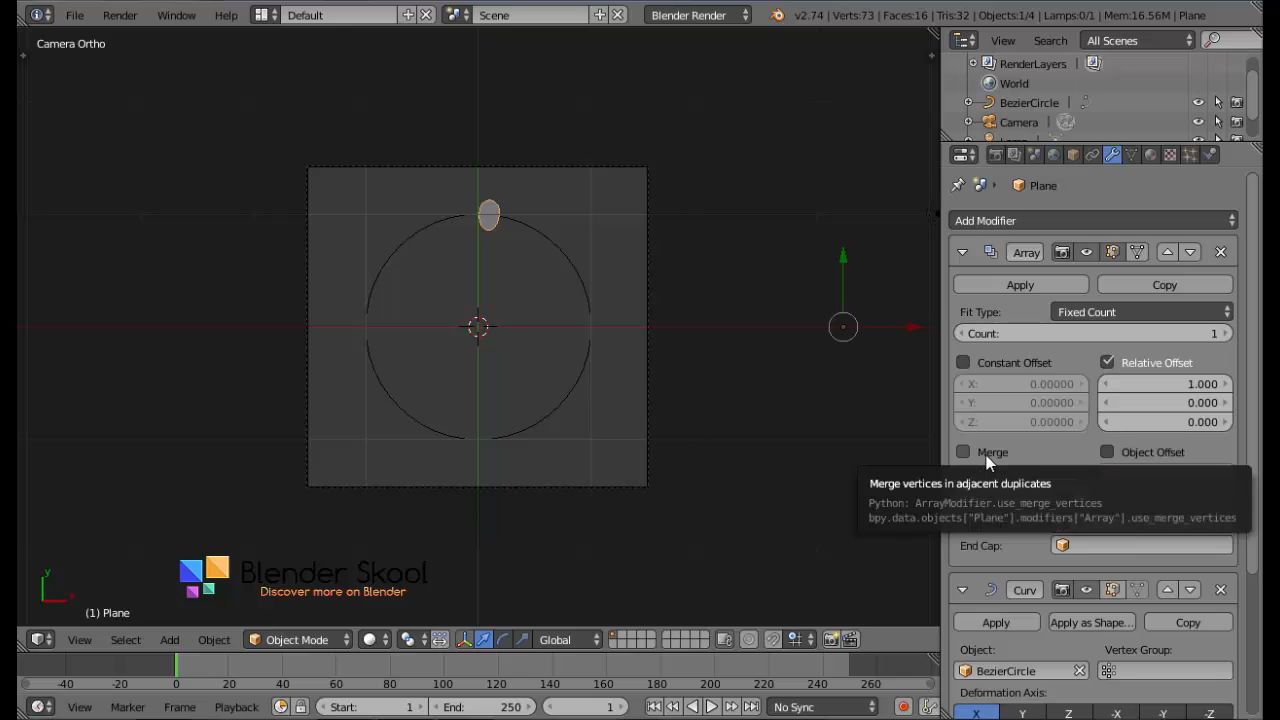 File Render Window Help Default Scene Blender Render v2.74 | Verts:73 | Faces:16 | Tris:32 | Objects:1/4 | Lamps:0/1 | Mem:16.56M | Plane
Camera Ortho
View Search All Scenes
RenderLayers
World
BezierCircle
Camera
Plane
Add Modifier
Array
Apply Copy
Fit Type: Fixed Count
Count: 1
Constant Offset Relative Offset
X: 0.00000 1.000
Y: 0.00000 0.000
Z: 0.00000 0.000
Merge Object Offset
Merge vertices in adjacent duplicates
Python: ArrayModifier.use_merge_vertices
bpy.data.objects["Plane"].modifiers["Array"].use_merge_vertices
End Cap:
Blender Skool
Discover more on Blender
y
x
(1) Plane
Curv
Apply Apply as Shape... Copy
View Select Add Object Object Mode Global
Object: Vertex Group:
BezierCircle
Deformation Axis:
X Y Z -X -Y -Z
-40 -20 0 20 40 60 80 100 120 140 160 180 200 220 240 260
View Marker Frame Playback Start: 1 End: 250 1 No Sync